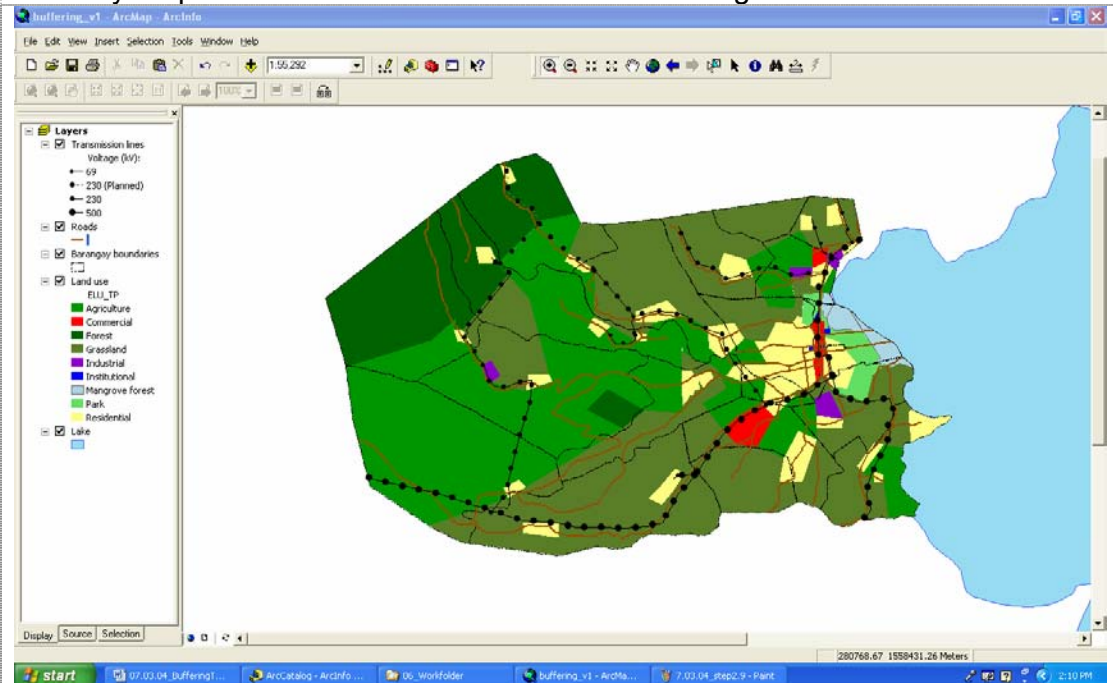 buffering_v1 - ArcMap - ArcInfo
File Edit View Insert Selection Tools Window Help
1:55,292
100%
Layers
Transmission lines
Voltage (kV):
69
230 (Planned)
230
500
Roads
Barangay boundaries
Land use
ELU_TP
Agriculture
Commercial
Forest
Grassland
Industrial
Institutional
Mangrove forest
Park
Residential
Lake
Display Source Selection
280768.67 1558431.26 Meters
start
07.03.04_BufferingT...
ArcCatalog - ArcInfo ...
06_Workfolder
buffering_v1 - ArcMa...
7.03.04_step2.9 - Paint
2:10 PM